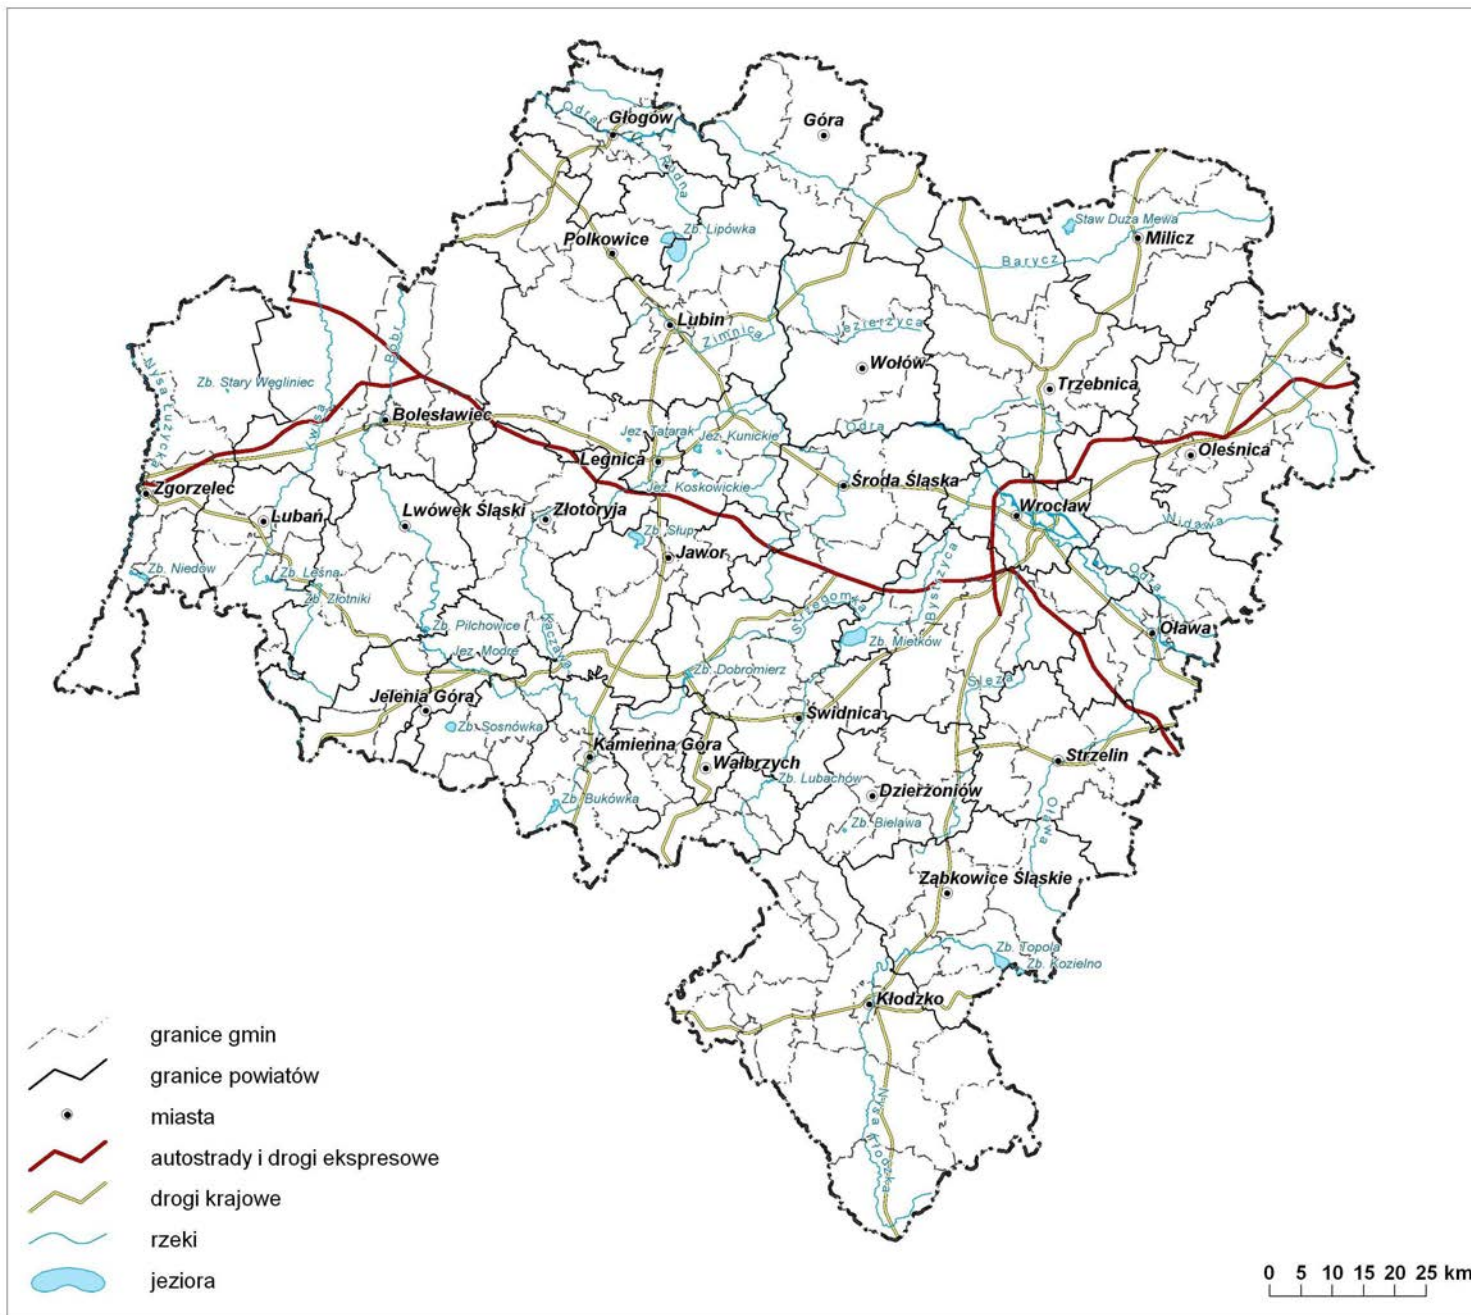 Odra
Głogów
Góra
Rudna
Staw Duża Mewa
Zb. Lipówka
Polkowice
Milicz
Barycz
Lubin
Jezierzyca
Zimnica
Bóbr
Wołów
Nysa Łużycka
Zb. Stary Węgliniec
Trzebnica
Kwisa
Bolesławiec
Odra
Jez. Tatarak
Jez. Kunickie
Oleśnica
Legnica
Środa Śląska
Jez. Koskowickie
Zgorzelec
Wrocław
Lubań
Lwówek Śląski
Złotoryja
Widawa
Zb. Słup
Jawor
Bystrzyca
Zb. Niedów
Zb. Leśna
Odra
Zb. Złotniki
Strzegomka
Kaczawa
Zb. Pilchowice
Oława
Zb. Mietków
Jez. Modre
Zb. Dobromierz
Ślęza
Jelenia Góra
Świdnica
Zb. Sosnówka
Kamienna Góra
Strzelin
Wałbrzych
Zb. Lubachów
Dzierżoniów
Zb. Bukówka
Oława
Zb. Bielawa
Ząbkowice Śląskie
Zb. Topola
Zb. Kozielno
Kłodzko
Nysa Kłodzka
granice gmin
granice powiatów
miasta
autostrady i drogi ekspresowe
drogi krajowe
rzeki
jeziora
0 5 10 15 20 25 km